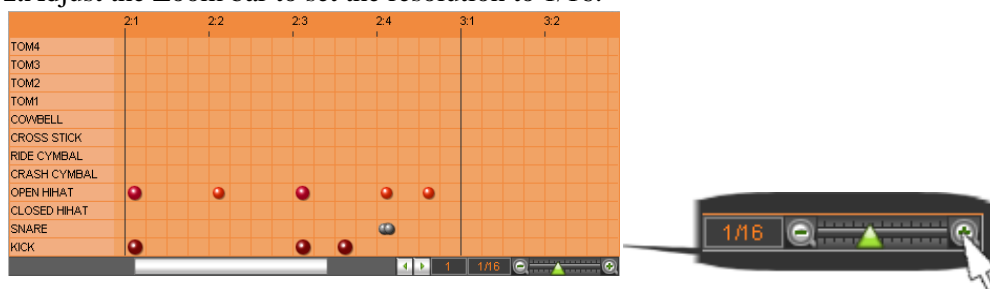 2:1 2:2 2:3 2:4 3:1 3:2
TOM4
TOM3
TOM2
TOM1
COWBELL
CROSS STICK
RIDE CYMBAL
CRASH CYMBAL
OPEN HIHAT
CLOSED HIHAT
SNARE
KICK
1 1/16
1/16